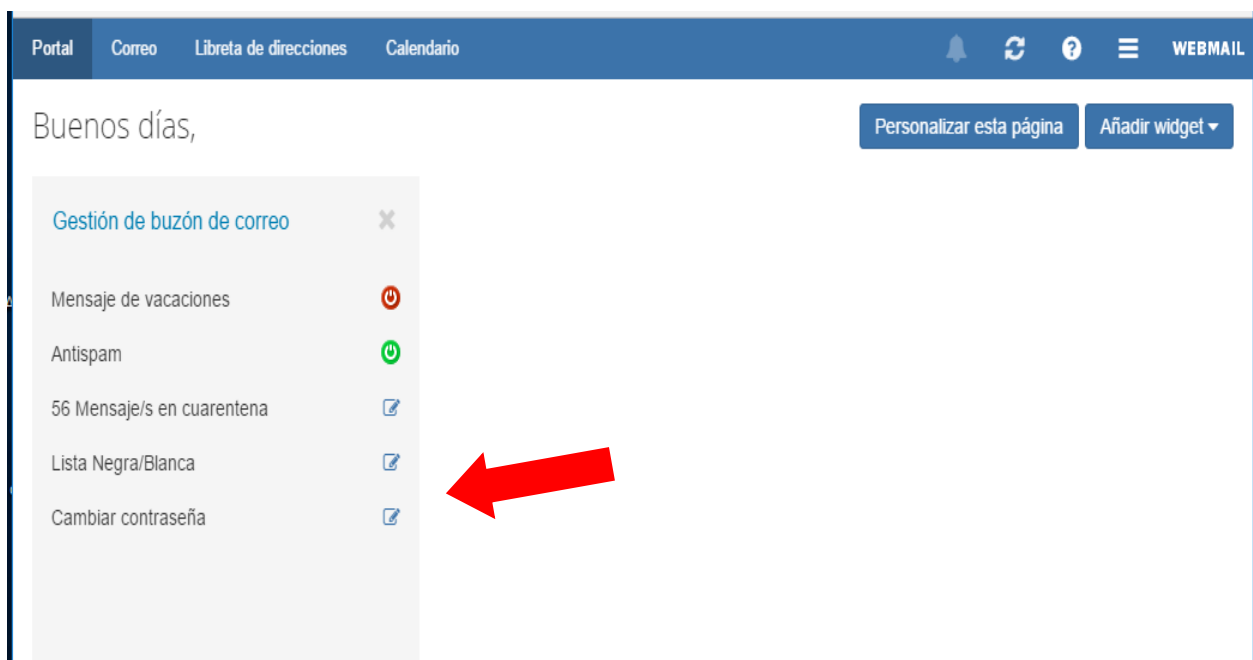 Portal Correo Libreta de direcciones Calendario WEBMAIL
Buenos días,
Personalizar esta página Añadir widget
Gestión de buzón de correo
Mensaje de vacaciones
Antispam
56 Mensaje/s en cuarentena
Lista Negra/Blanca
Cambiar contraseña